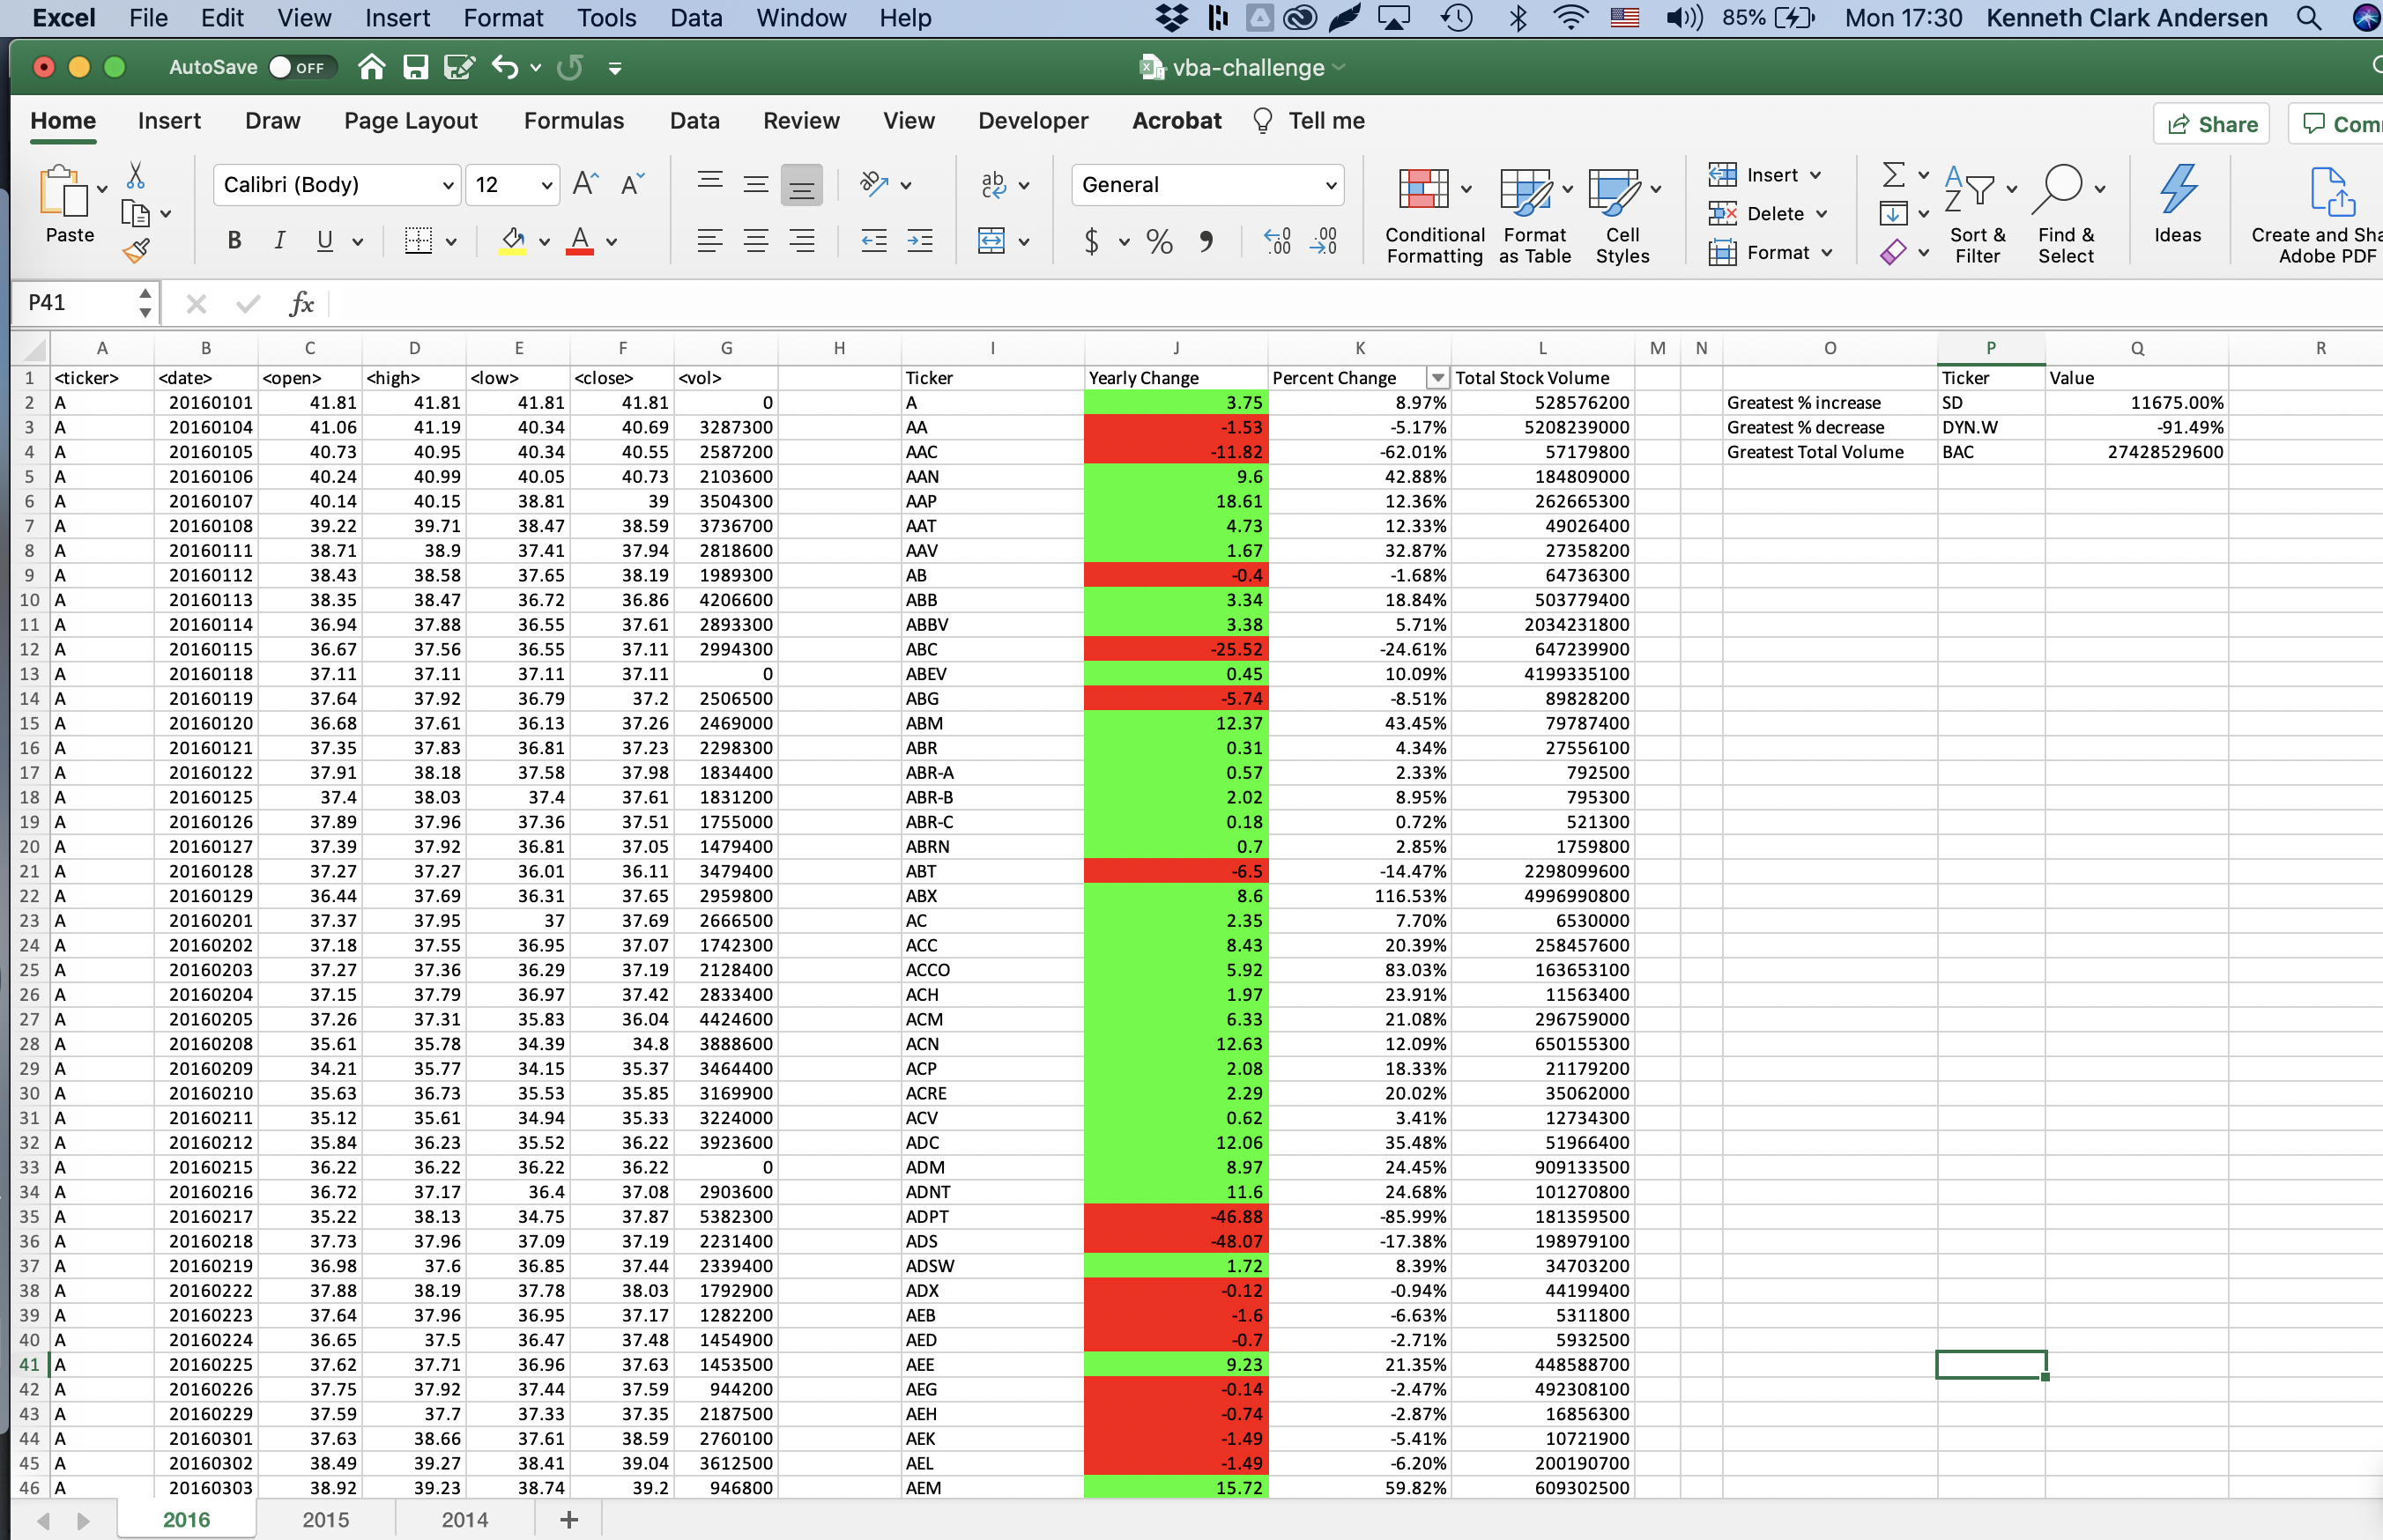 Excel File Edit View Insert Format Tools Data Window Help 85% Mon 17:30 Kenneth Clark Andersen
AutoSave OFF vba-challenge
Home Insert Draw Page Layout Formulas Data Review View Developer Acrobat Tell me Share
Paste Calibri (Body) 12 General Conditional Formatting Format as Table Cell Styles Insert Delete Format Sort & Filter Find & Select Ideas Create and Adobe PDF
P41 fx
A B C D E F G H I J K L M N O P Q R
1 <ticker> <date> <open> <high> <low> <close> <vol> Ticker Yearly Change Percent Change Total Stock Volume Ticker Value
2 A 20160101 41.81 41.81 41.81 41.81 0 A 3.75 8.97% 528576200 Greatest % increase SD 11675.00%
3 A 20160104 41.06 41.19 40.34 40.69 3287300 AA -1.53 -5.17% 5208239000 Greatest % decrease DYN.W -91.49%
4 A 20160105 40.73 40.95 40.34 40.55 2587200 AAC -11.82 -62.01% 57179800 Greatest Total Volume BAC 27428529600
5 A 20160106 40.24 40.99 40.05 40.73 2103600 AAN 9.6 42.88% 184809000
6 A 20160107 40.14 40.15 38.81 39 3504300 AAP 18.61 12.36% 262665300
7 A 20160108 39.22 39.71 38.47 38.59 3736700 AAT 4.73 12.33% 49026400
8 A 20160111 38.71 38.9 37.41 37.94 2818600 AAV 1.67 32.87% 27358200
9 A 20160112 38.43 38.58 37.65 38.19 1989300 AB -0.4 -1.68% 64736300
10 A 20160113 38.35 38.47 36.72 36.86 4206600 ABB 3.34 18.84% 503779400
11 A 20160114 36.94 37.88 36.55 37.61 2893300 ABBV 3.38 5.71% 2034231800
12 A 20160115 36.67 37.56 36.55 37.11 2994300 ABC -25.52 -24.61% 647239900
13 A 20160118 37.11 37.11 37.11 37.11 0 ABEV 0.45 10.09% 4199335100
14 A 20160119 37.64 37.92 36.79 37.2 2506500 ABG -5.74 -8.51% 89828200
15 A 20160120 36.68 37.61 36.13 37.26 2469000 ABM 12.37 43.45% 79787400
16 A 20160121 37.35 37.83 36.81 37.23 2298300 ABR 0.31 4.34% 27556100
17 A 20160122 37.91 38.18 37.58 37.98 1834400 ABR-A 0.57 2.33% 792500
18 A 20160125 37.4 38.03 37.4 37.61 1831200 ABR-B 2.02 8.95% 795300
19 A 20160126 37.89 37.96 37.36 37.51 1755000 ABR-C 0.18 0.72% 521300
20 A 20160127 37.39 37.92 36.81 37.05 1479400 ABRN 0.7 2.85% 1759800
21 A 20160128 37.27 37.27 36.01 36.11 3479400 ABT -6.5 -14.47% 2298099600
22 A 20160129 36.44 37.69 36.31 37.65 2959800 ABX 8.6 116.53% 4996990800
23 A 20160201 37.37 37.95 37 37.69 2666500 AC 2.35 7.70% 6530000
24 A 20160202 37.18 37.55 36.95 37.07 1742300 ACC 8.43 20.39% 258457600
25 A 20160203 37.27 37.36 36.29 37.19 2128400 ACCO 5.92 83.03% 163653100
26 A 20160204 37.15 37.79 36.97 37.42 2833400 ACH 1.97 23.91% 11563400
27 A 20160205 37.26 37.31 35.83 36.04 4424600 ACM 6.33 21.08% 296759000
28 A 20160208 35.61 35.78 34.39 34.8 3888600 ACN 12.63 12.09% 650155300
29 A 20160209 34.21 35.77 34.15 35.37 3464400 ACP 2.08 18.33% 21179200
30 A 20160210 35.63 36.73 35.53 35.85 3169900 ACRE 2.29 20.02% 35062000
31 A 20160211 35.12 35.61 34.94 35.33 3224000 ACV 0.62 3.41% 12734300
32 A 20160212 35.84 36.23 35.52 36.22 3923600 ADC 12.06 35.48% 51966400
33 A 20160215 36.22 36.22 36.22 36.22 0 ADM 8.97 24.45% 909133500
34 A 20160216 36.72 37.17 36.4 37.08 2903600 ADNT 11.6 24.68% 101270800
35 A 20160217 35.22 38.13 34.75 37.87 5382300 ADPT -46.88 -85.99% 181359500
36 A 20160218 37.73 37.96 37.09 37.19 2231400 ADS -48.07 -17.38% 198979100
37 A 20160219 36.98 37.6 36.85 37.44 2339400 ADSW 1.72 8.39% 34703200
38 A 20160222 37.88 38.19 37.78 38.03 1792900 ADX -0.12 -0.94% 44199400
39 A 20160223 37.64 37.96 36.95 37.17 1282200 AEB -1.6 -6.63% 5311800
40 A 20160224 36.65 37.5 36.47 37.48 1454900 AED -0.7 -2.71% 5932500
41 A 20160225 37.62 37.71 36.96 37.63 1453500 AEE 9.23 21.35% 448588700
42 A 20160226 37.75 37.92 37.44 37.59 944200 AEG -0.14 -2.47% 492308100
43 A 20160229 37.59 37.7 37.33 37.35 2187500 AEH -0.74 -2.87% 16856300
44 A 20160301 37.63 38.66 37.61 38.59 2760100 AEK -1.49 -5.41% 10721900
45 A 20160302 38.49 39.27 38.41 39.04 3612500 AEL -1.49 -6.20% 200190700
46 A 20160303 38.92 39.23 38.74 39.2 946800 AEM 15.72 59.82% 609302500
2016 2015 2014 +